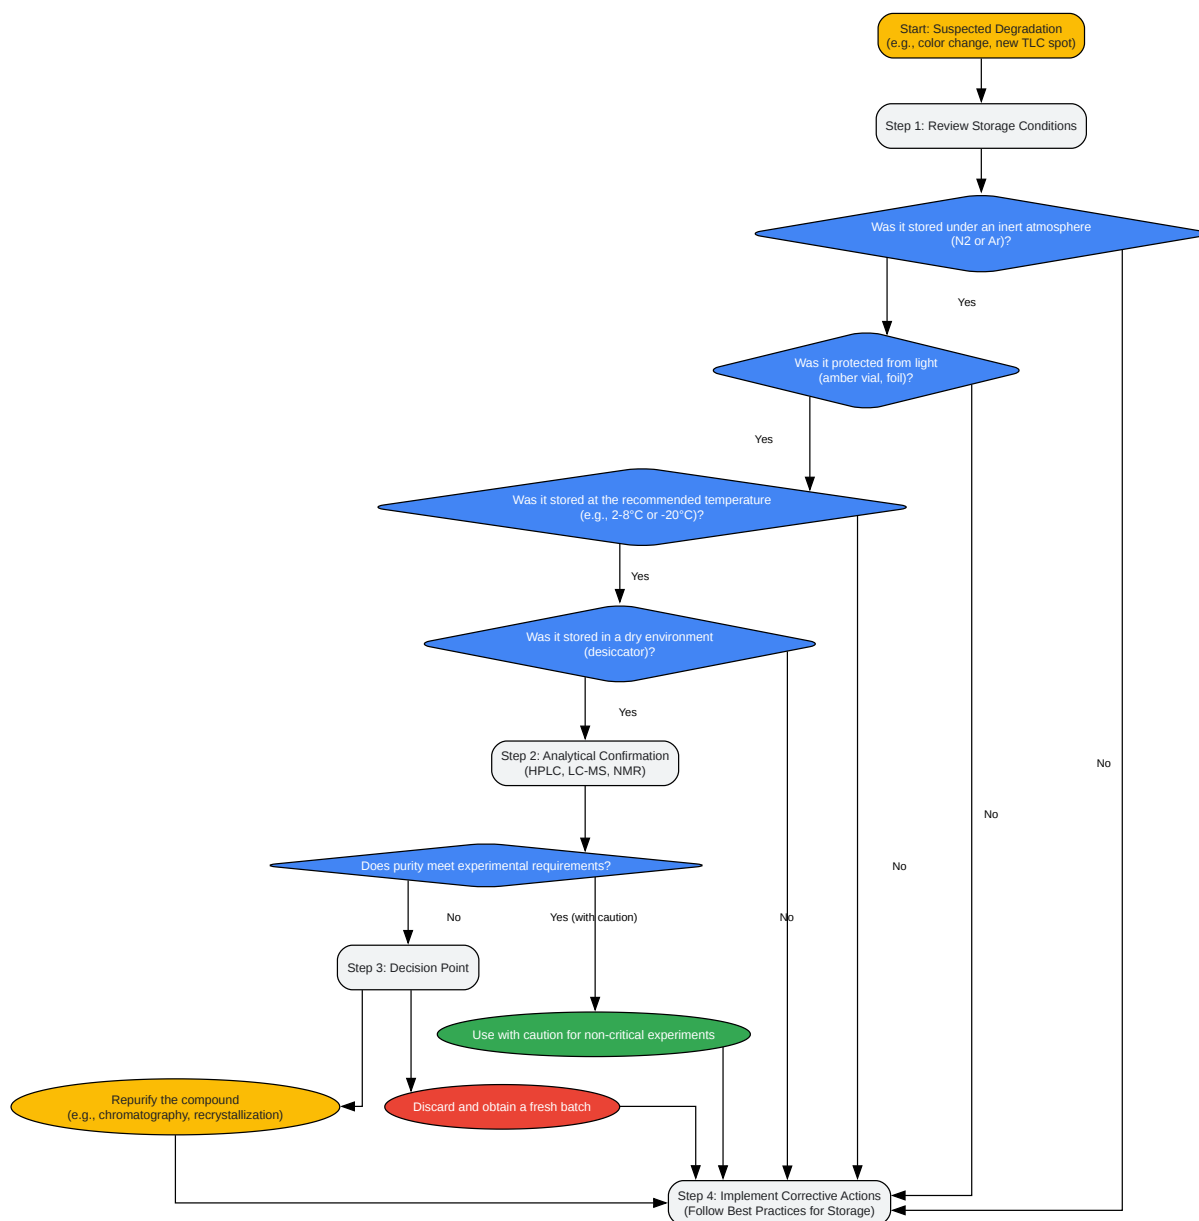 Start: Suspected Degradation
(e.g., color change, new TLC spot)
Step 1: Review Storage Conditions
Was it stored under an inert atmosphere
(N2 or Ar)?
Yes
Was it protected from light
(amber vial, foil)?
Yes
Was it stored at the recommended temperature
(e.g., 2-8°C or -20°C)?
Yes
Was it stored in a dry environment
(desiccator)?
Yes
Step 2: Analytical Confirmation
(HPLC, LC-MS, NMR)
No
No
Does purity meet experimental requirements?
No
No
Yes (with caution)
No
Step 3: Decision Point
Use with caution for non-critical experiments
Repurify the compound
(e.g., chromatography, recrystallization)
Discard and obtain a fresh batch
Step 4: Implement Corrective Actions
(Follow Best Practices for Storage)